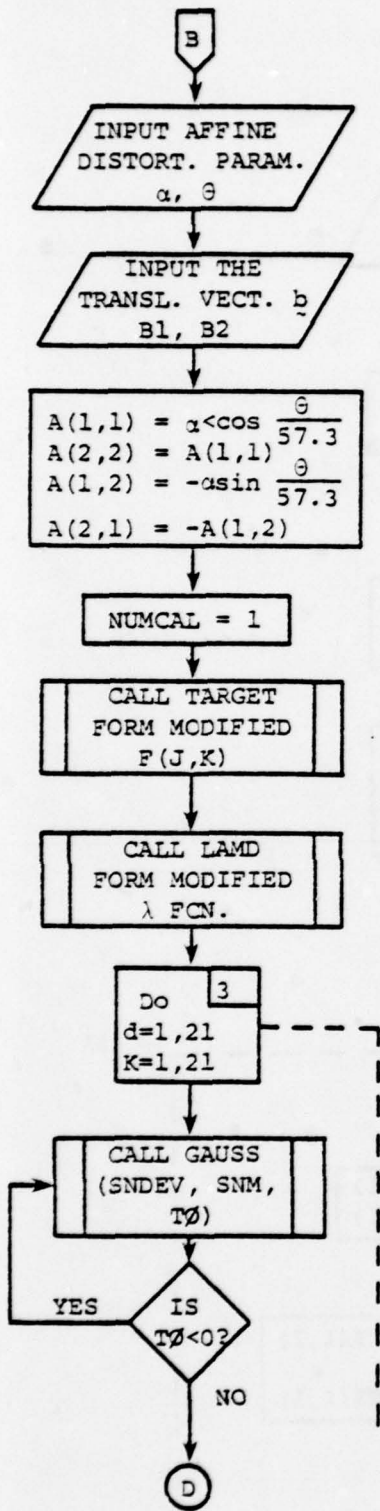 B
INPUT AFFINE
DISTORT. PARAM.
α, θ
INPUT THE
TRANSL. VECT. b̰
B1, B2
A(1,1) = α<cos θ/57.3
A(2,2) = A(1,1)
A(1,2) = -αsin θ/57.3
A(2,1) = -A(1,2)
NUMCAL = 1
CALL TARGET
FORM MODIFIED
F(J,K)
CALL LAMD
FORM MODIFIED
λ FCN.
Do 3
d=1,21
K=1,21
CALL GAUSS
(SNDEV, SNM,
TØ)
YES
IS
TØ<0?
NO
D